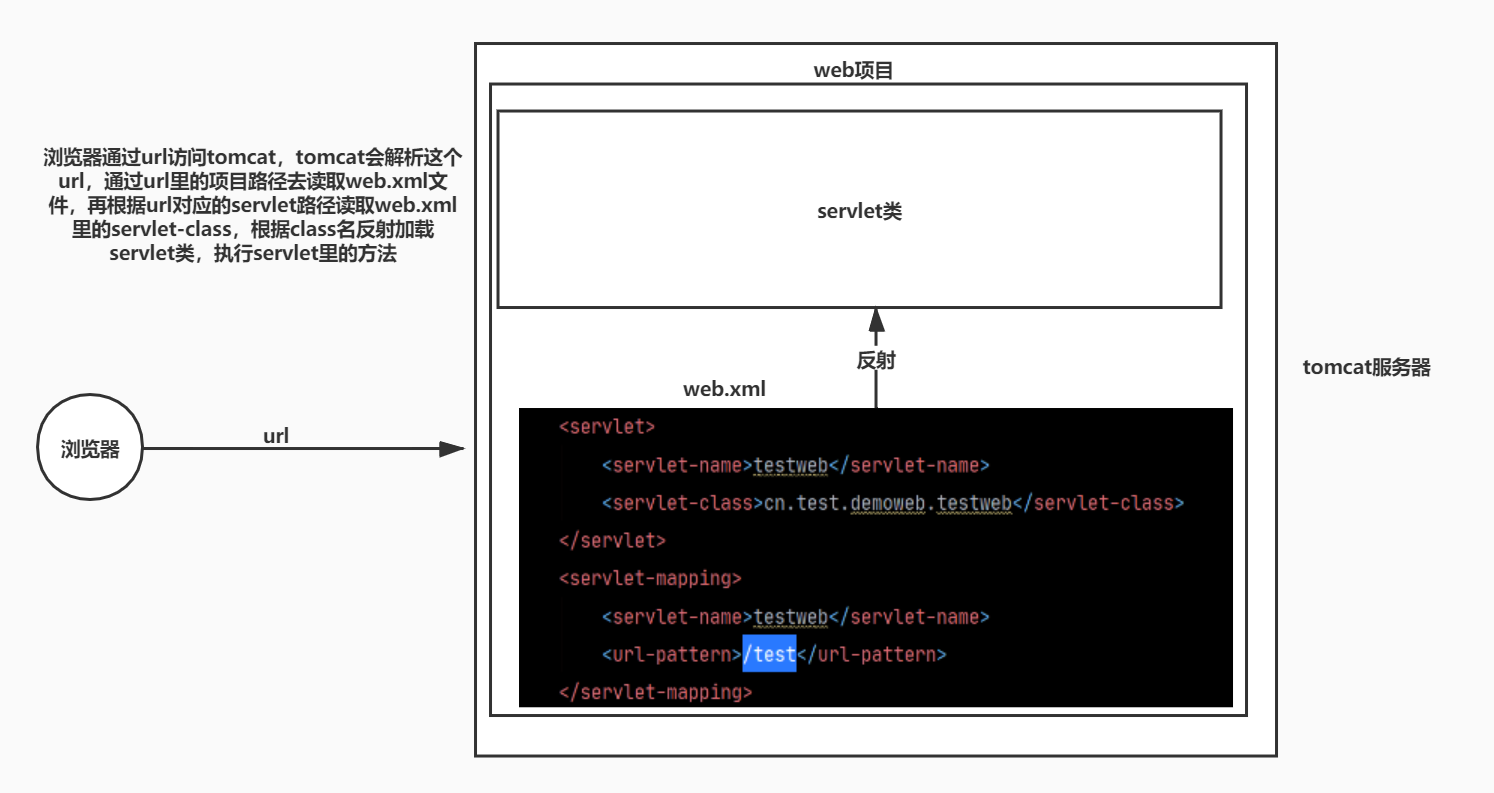 web项目
servlet类
浏览器通过url访问tomcat，tomcat会解析这个
url，通过url里的项目路径去读取web.xml文
件，再根据url对应的servlet路径读取web.xml
里的servlet-class，根据class名反射加载
servlet类，执行servlet里的方法
反射
web.xml
tomcat服务器
浏览器
url
<servlet>
<servlet-name>testweb</servlet-name>
<servlet-class>cn.test.demoweb.testweb</servlet-class>
</servlet>
<servlet-mapping>
<servlet-name>testweb</servlet-name>
<url-pattern>/test</url-pattern>
</servlet-mapping>